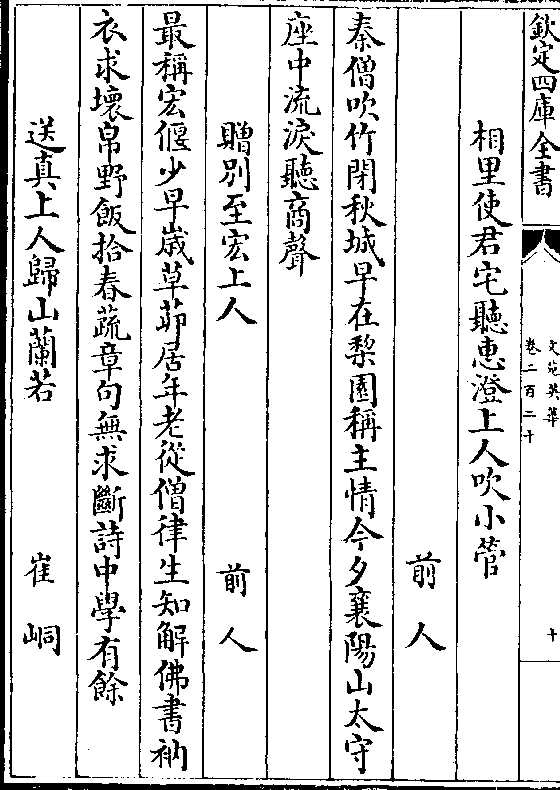 欽定四庫全書
文苑英華
卷二百二十
十
相里使君宅聽惠澄上人吹小管
前人
秦僧吹竹閉秋城早在梨園稱主情今夕襄陽山太守
座中流淚聽商聲
贈別至宏上人
前人
最稱宏偃少早歲草茆居年老從僧律生知解佛書衲
衣求壞帛野飯拾春蔬章句無求斷詩中學有餘
送真上人歸山蘭若
崔峒